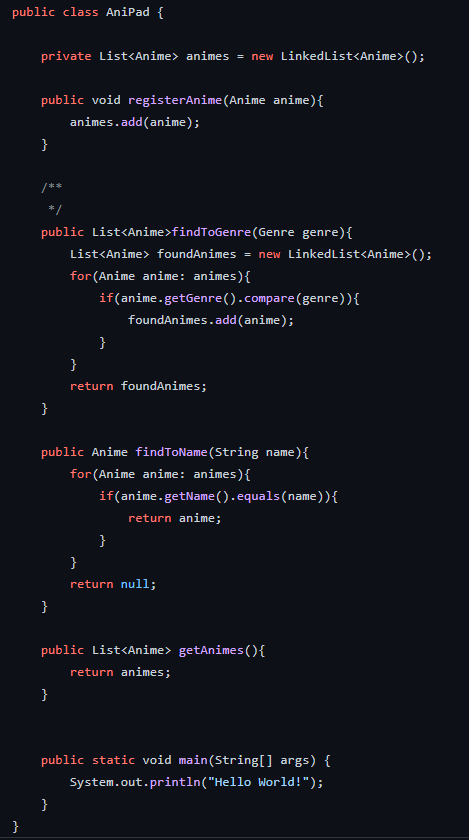 public class AniPad {
private List<Anime> animes = new LinkedList<Anime>();
public void registerAnime(Anime anime){
animes.add(anime);
}
/**
*/
public List<Anime>findToGenre(Genre genre){
List<Anime> foundAnimes = new LinkedList<Anime>();
for(Anime anime: animes){
if(anime.getGenre().compare(genre)){
foundAnimes.add(anime);
}
}
return foundAnimes;
}
public Anime findToName(String name){
for(Anime anime: animes){
if(anime.getName().equals(name)){
return anime;
}
}
return null;
}
public List<Anime> getAnimes(){
return animes;
}
public static void main(String[] args) {
System.out.println("Hello World!");
}
}